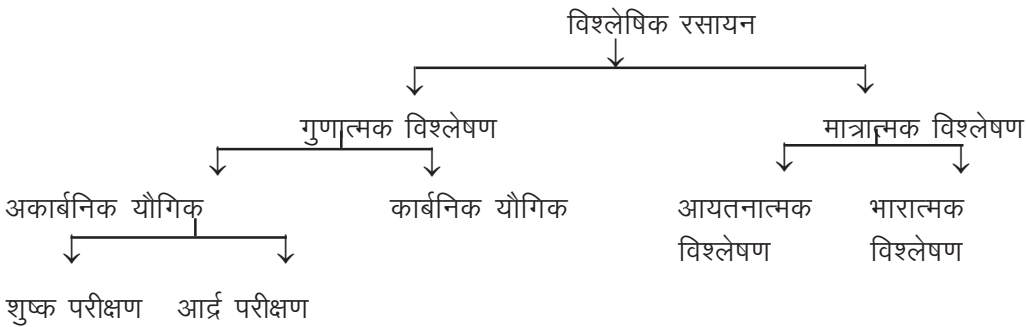 विश्लेषिक रसायन
गुणात्मक विश्लेषण मात्रात्मक विश्लेषण
अकार्बनिक यौगिक कार्बनिक यौगिक आयतनात्मक भारात्मक
विश्लेषण विश्लेषण
शुष्क परीक्षण आर्द्र परीक्षण